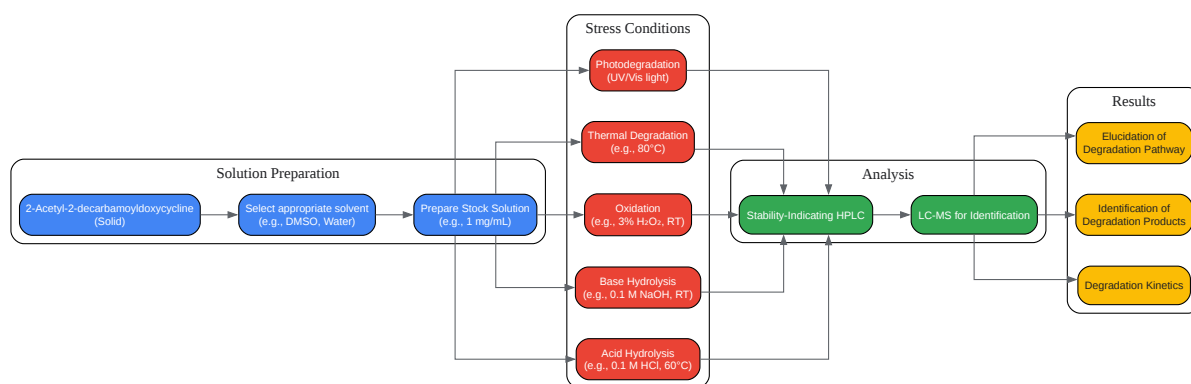 Solution Preparation
2-Acetyl-2-decarbamoyldoxycycline
(Solid)
Select appropriate solvent
(e.g., DMSO, Water)
Prepare Stock Solution
(e.g., 1 mg/mL)
Stress Conditions
Photodegradation
(UV/Vis light)
Thermal Degradation
(e.g., 80°C)
Oxidation
(e.g., 3% H₂O₂, RT)
Base Hydrolysis
(e.g., 0.1 M NaOH, RT)
Acid Hydrolysis
(e.g., 0.1 M HCl, 60°C)
Analysis
Stability-Indicating HPLC
LC-MS for Identification
Results
Elucidation of
Degradation Pathway
Identification of
Degradation Products
Degradation Kinetics